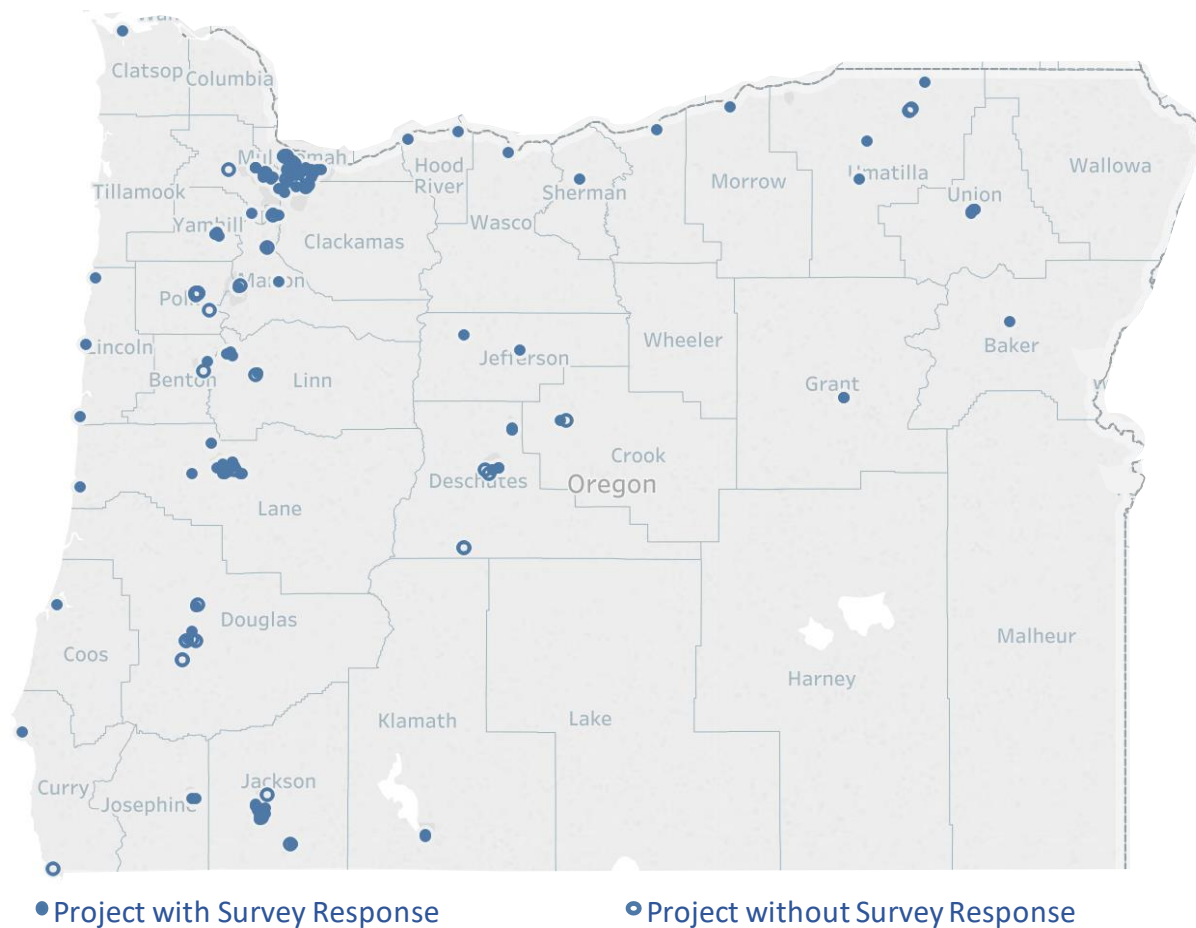 Clatsop
Columbia
Multnomah
Hood
River
Tillamook
Sherman
Morrow
Umatilla
Wallowa
Union
Yamhill
Clackamas
Wasco
Marion
Polk
Lincoln
Jefferson
Wheeler
Baker
Benton
Linn
Grant
Crook
Deschutes
Oregon
Lane
Douglas
Malheur
Coos
Harney
Klamath
Lake
Curry
Josephine
Jackson
Project with Survey Response
Project without Survey Response